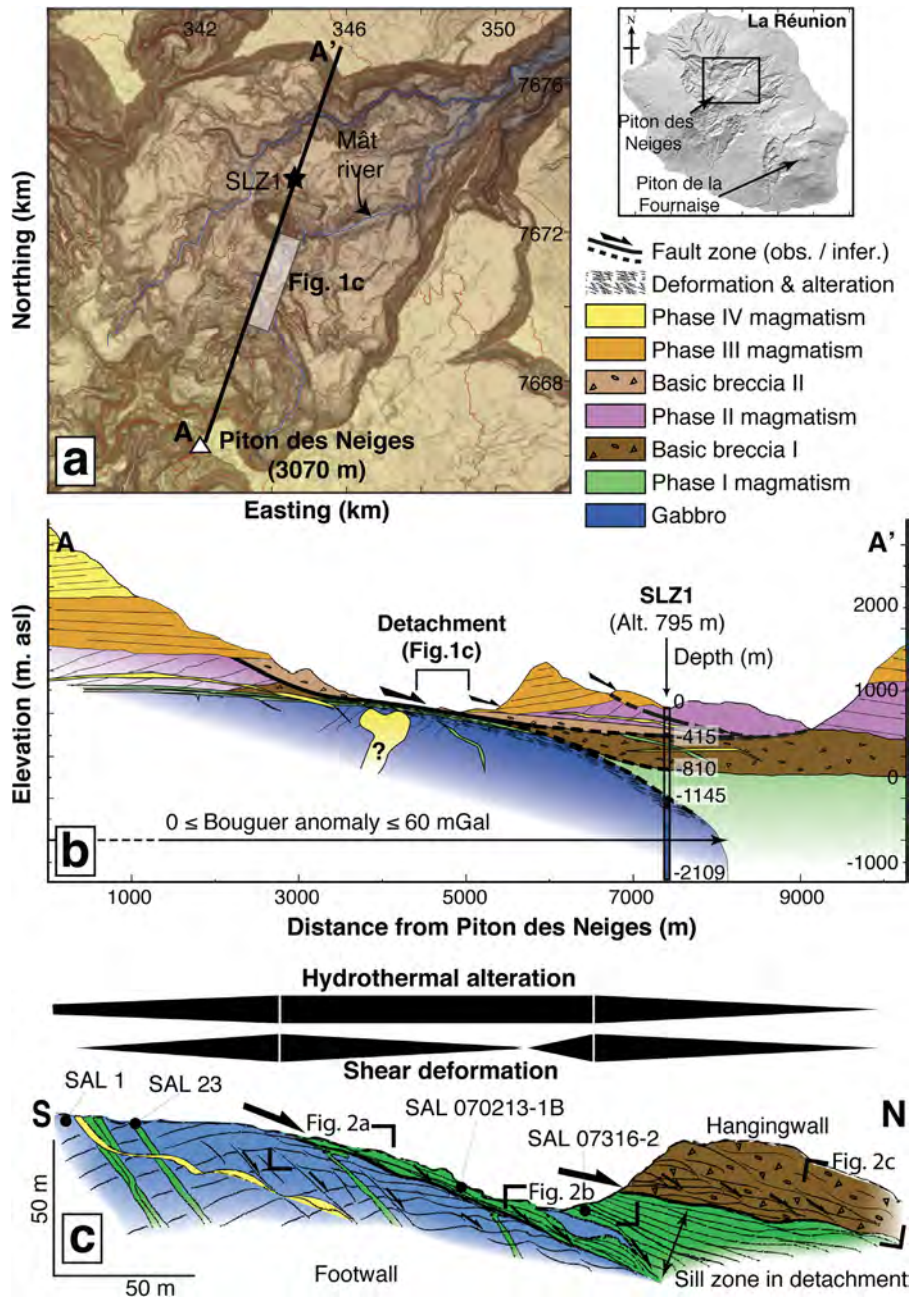 342
346
350
A'
7676
Mât
river
SLZ1
7672
Fig. 1c
7668
A
Piton des Neiges
(3070 m)
a
Northing (km)
Easting (km)
La Réunion
N
Piton des
Neiges
Piton de la
Fournaise
Fault zone (obs. / infer.)
Deformation & alteration
Phase IV magmatism
Phase III magmatism
Basic breccia II
Phase II magmatism
Basic breccia I
Phase I magmatism
Gabbro
A
A'
SLZ1
(Alt. 795 m)
2000
Detachment
(Fig.1c)
Depth (m)
0
1000
-415
-810
0
-1145
?
0 ≤ Bouguer anomaly ≤ 60 mGal
-1000
-2109
b
Elevation (m. asl)
1000
3000
5000
7000
9000
Distance from Piton des Neiges (m)
Hydrothermal alteration
Shear deformation
SAL 1
SAL 23
S
N
SAL 070213-1B
Fig. 2a
SAL 07316-2
Hangingwall
Fig. 2c
Fig. 2b
50 m
c
50 m
Footwall
Sill zone in detachment